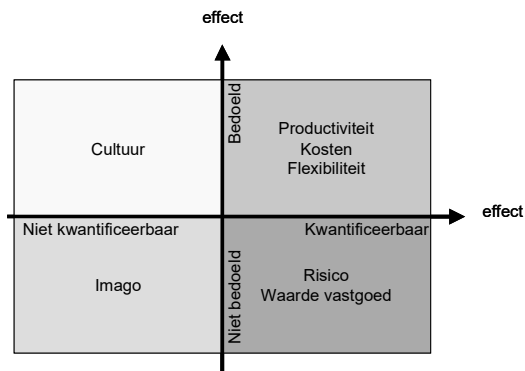 effect
Bedoeld
Cultuur
Productiviteit
Kosten
Flexibiliteit
effect
Niet kwantificeerbaar
Kwantificeerbaar
Niet bedoeld
Imago
Risico
Waarde vastgoed